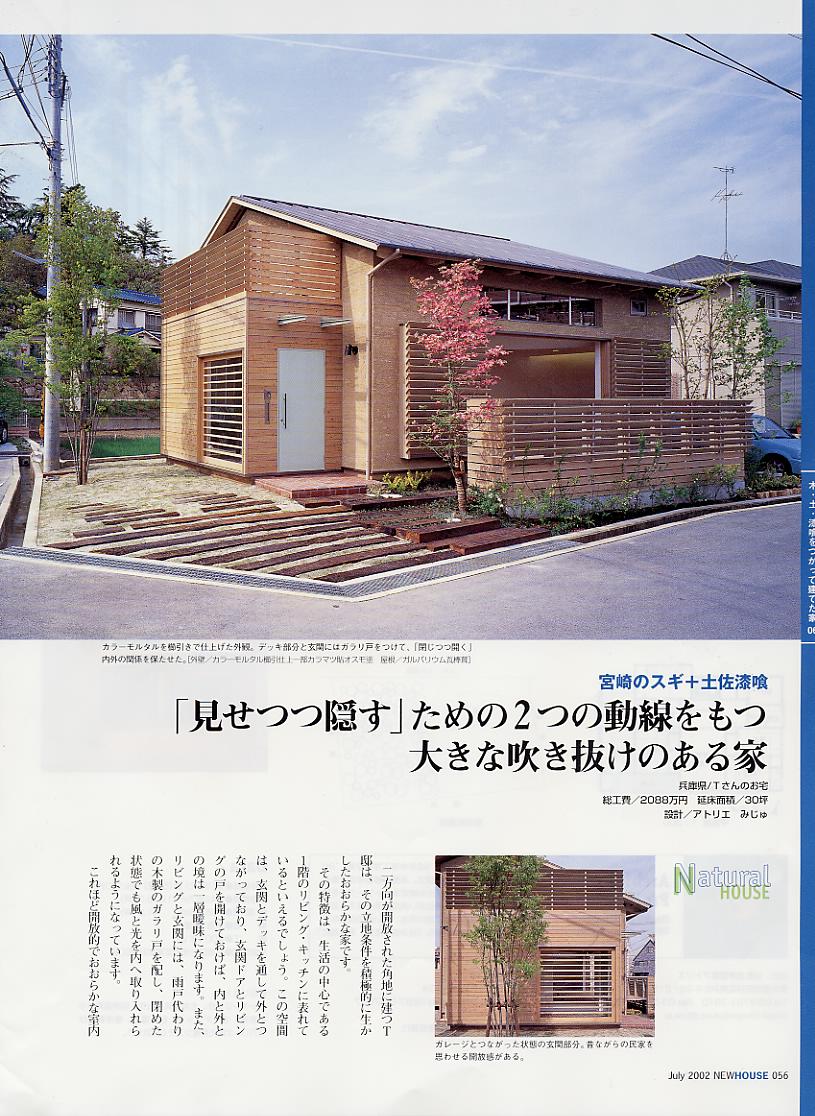 カラーモルタルを櫛引きで仕上げた外観。デッキ部分と玄関にはガラリ戸をつけて、「閉じつつ開く」
内外の関係を保たせた。[外壁／カラーモルタル櫛引仕上一部カラマツ貼オスモ塗　屋根／ガルバリウム瓦棒葺]
木・土・漆喰をつかって建てた家
宮崎のスギ＋土佐漆喰
「見せつつ隠す」ための2つの動線をもつ
大きな吹き抜けのある家
兵庫県/Tさんのお宅
総工費／2088万円　延床面積／30坪
設計／アトリエ　みじゅ
Natural
HOUSE
二方向が開放された角地に建つT
邸は、その立地条件を積極的に生か
したおおらかな家です。
その特徴は、生活の中心である
1階のリビング・キッチンに表れて
いるといえるでしょう。この空間
は、玄関とデッキを通して外とつ
ながっており、玄関ドアとリビン
グの戸を開けておけば、内と外と
の境は一層曖昧になります。また、
リビングと玄関には、雨戸代わり
の木製のガラリ戸を配し、閉めた
状態でも風と光を内へ取り入れら
れるようになっています。
これほど開放的でおおらかな室内
ガレージとつながった状態の玄関部分。昔ながらの民家を
思わせる開放感がある。
July 2002 NEWHOUSE 056